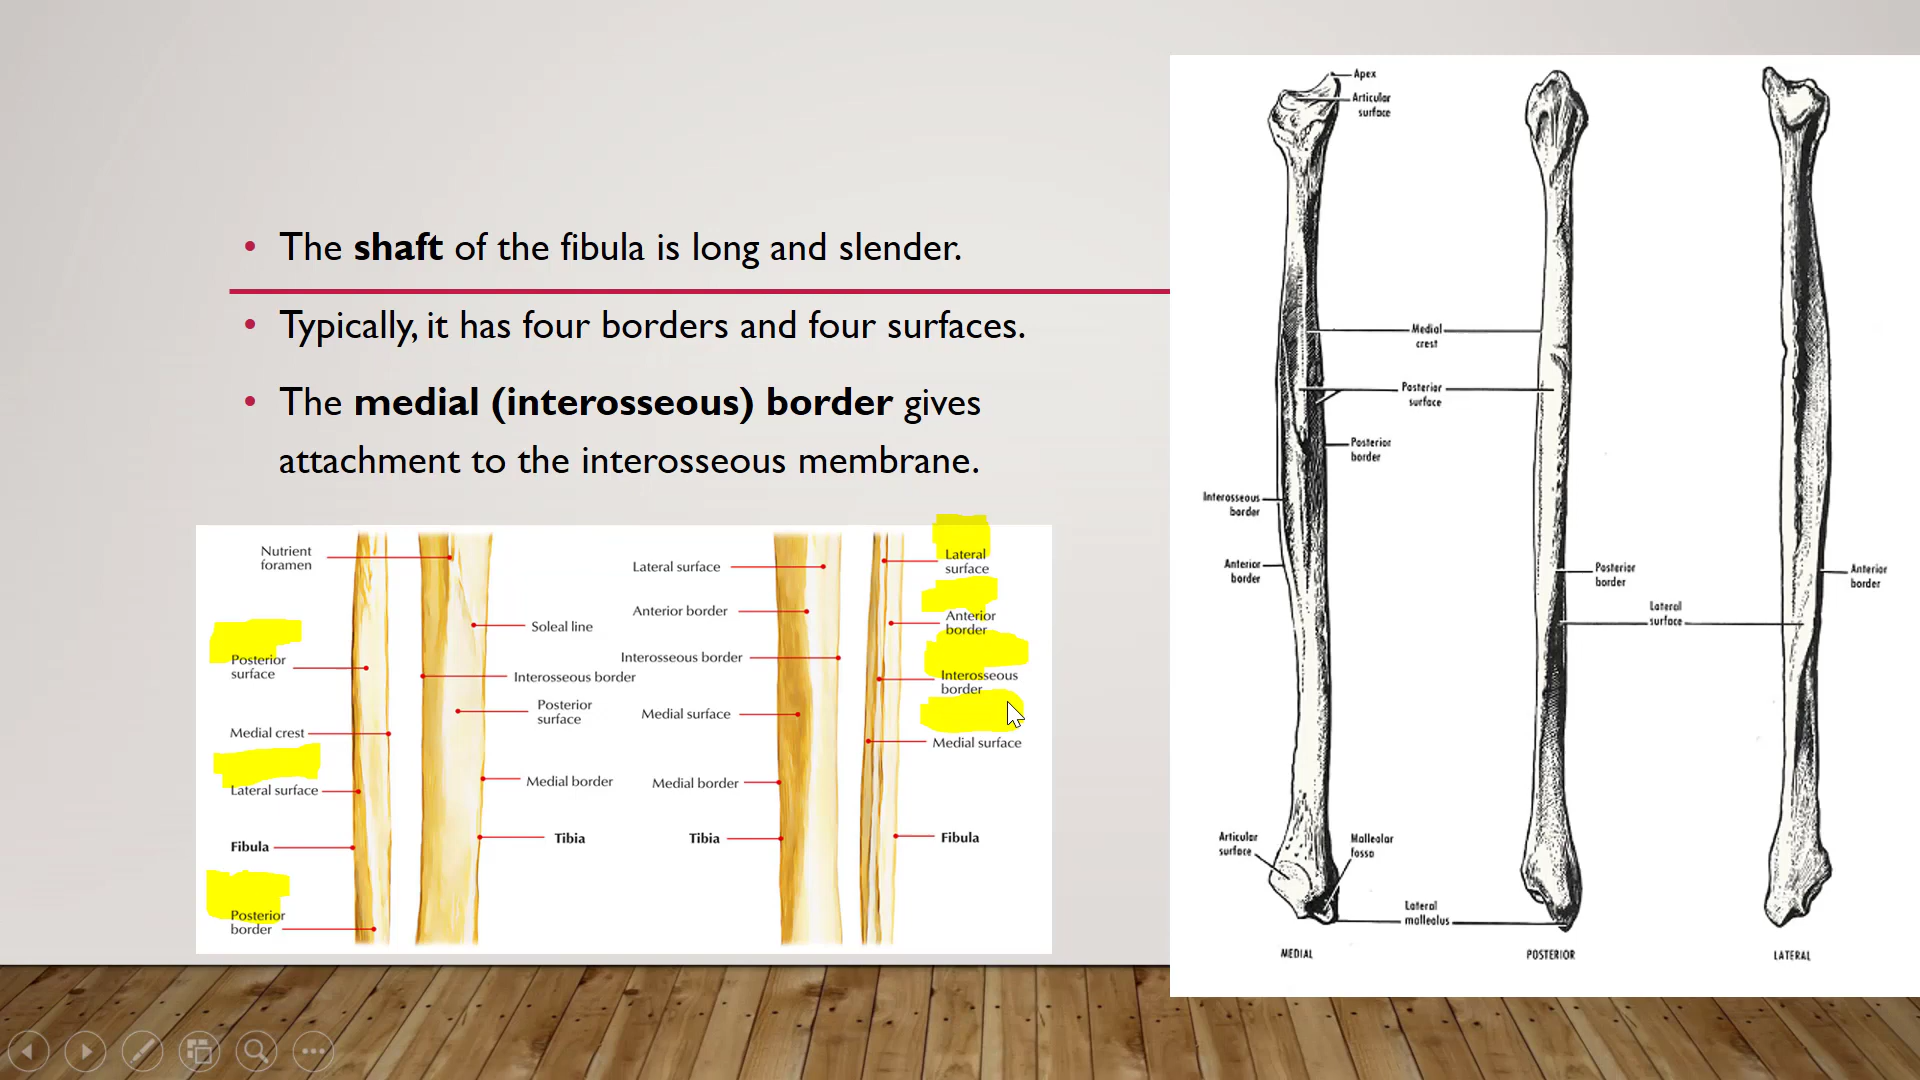 • The shaft of the fibula is long and slender.
• Typically, it has four borders and four surfaces.
• The medial (interosseous) border gives
attachment to the interosseous membrane.
Nutrient
foramen
Posterior
surface
Medial crest
Lateral surface
Fibula
Posterior
border
Soleal line
Interosseous border
Posterior
surface
Medial border
Tibia
Lateral surface
Anterior border
Interosseous border
Medial surface
Medial border
Tibia
Lateral
surface
Anterior
border
Interosseous
border
Medial surface
Fibula
Apex
Articular
surface
Medial
crest
Posterior
surface
Posterior
border
Interosseous
border
Anterior
border
Posterior
border
Lateral
surface
Anterior
border
Articular
surface
Malleolar
fossa
Lateral
malleolus
MEDIAL
POSTERIOR
LATERAL